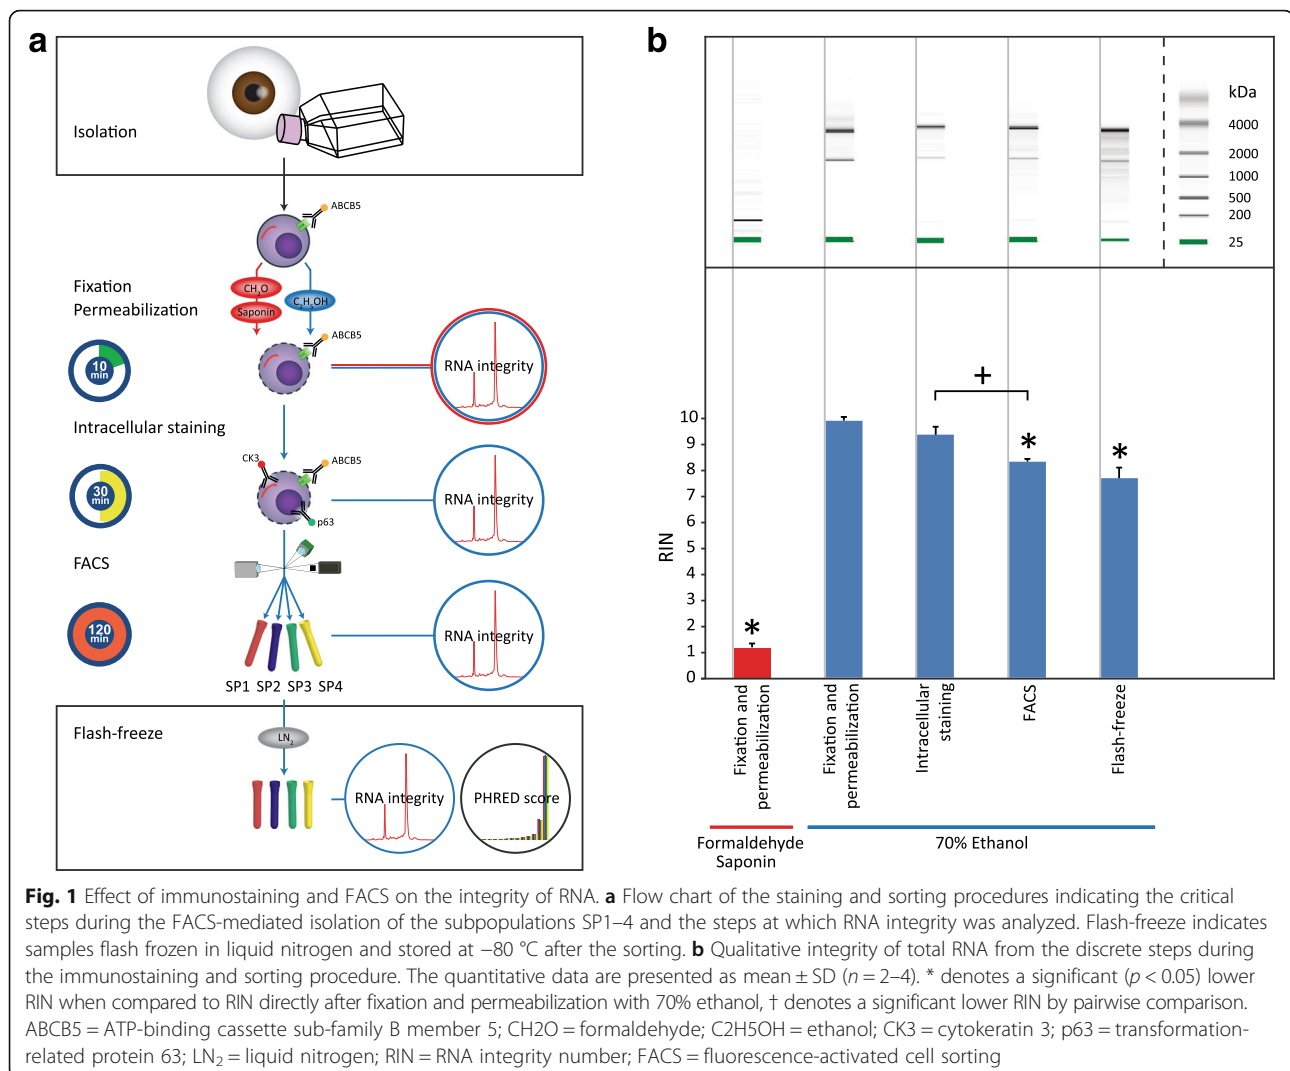 a
Isolation
ABCB5
Fixation
Permeabilization
CH2O
Saponin
C2H5OH
ABCB5
10
min
RNA integrity
Intracellular staining
CK3
ABCB5
30
min
RNA integrity
p63
FACS
120
min
RNA integrity
SP1 SP2 SP3 SP4
Flash-freeze
LN2
RNA integrity
PHRED score
b
kDa
4000
2000
1000
500
200
25
+
RIN
10
9
8
7
6
5
4
3
2
1
0
*
*
*
Fixation and
permeabilization
Fixation and
permeabilization
Intracellular
staining
FACS
Flash-freeze
Formaldehyde
Saponin
70% Ethanol
Fig. 1 Effect of immunostaining and FACS on the integrity of RNA. a Flow chart of the staining and sorting procedures indicating the critical
steps during the FACS-mediated isolation of the subpopulations SP1–4 and the steps at which RNA integrity was analyzed. Flash-freeze indicates
samples flash frozen in liquid nitrogen and stored at −80 °C after the sorting. b Qualitative integrity of total RNA from the discrete steps during
the immunostaining and sorting procedure. The quantitative data are presented as mean ± SD (n = 2–4). * denotes a significant (p < 0.05) lower
RIN when compared to RIN directly after fixation and permeabilization with 70% ethanol, † denotes a significant lower RIN by pairwise comparison.
ABCB5 = ATP-binding cassette sub-family B member 5; CH2O = formaldehyde; C2H5OH = ethanol; CK3 = cytokeratin 3; p63 = transformation-
related protein 63; LN2 = liquid nitrogen; RIN = RNA integrity number; FACS = fluorescence-activated cell sorting